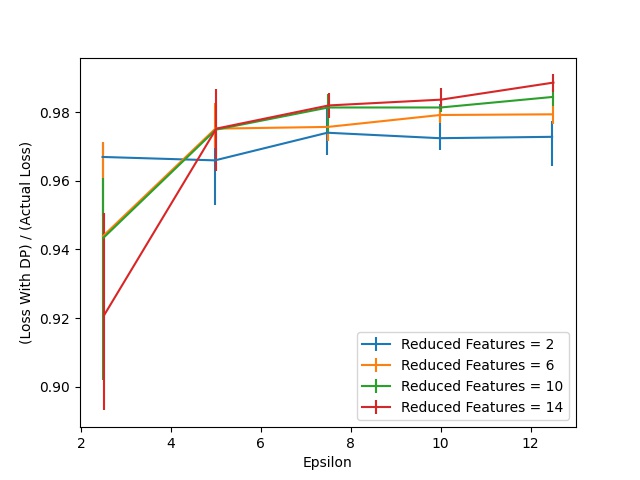 0.98
0.96
0.94
0.92
0.90
(Loss With DP) / (Actual Loss)
Reduced Features = 2
Reduced Features = 6
Reduced Features = 10
Reduced Features = 14
2 4 6 8 10 12
Epsilon